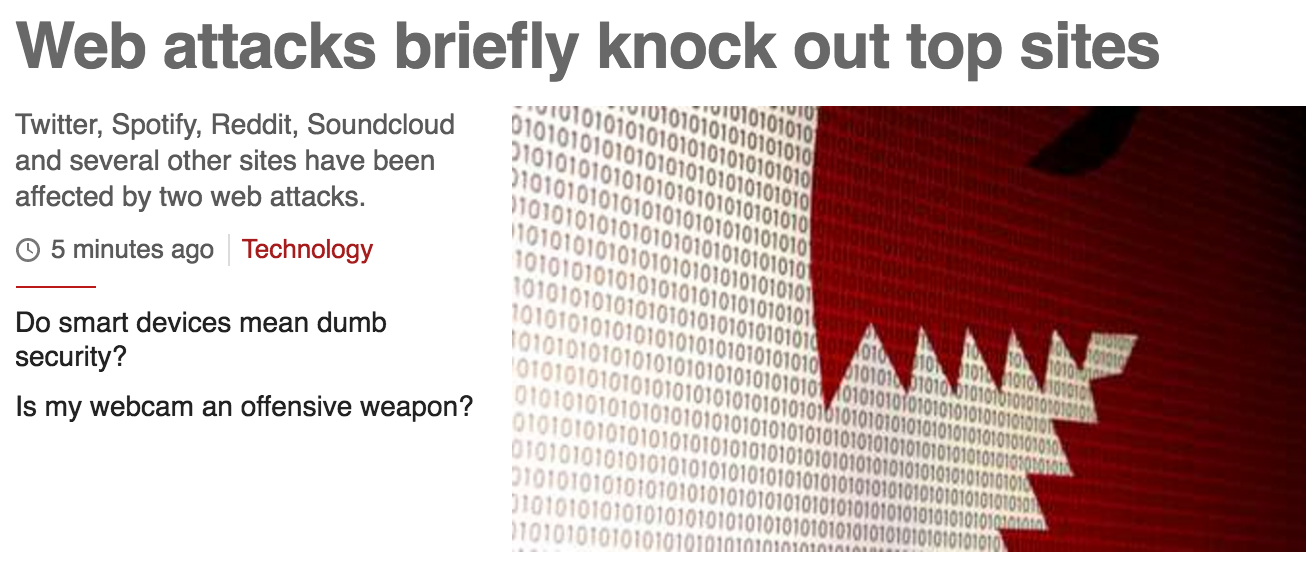 Web attacks briefly knock out top sites
Twitter, Spotify, Reddit, Soundcloud
and several other sites have been
affected by two web attacks.
5 minutes ago
Technology
Do smart devices mean dumb
security?
Is my webcam an offensive weapon?